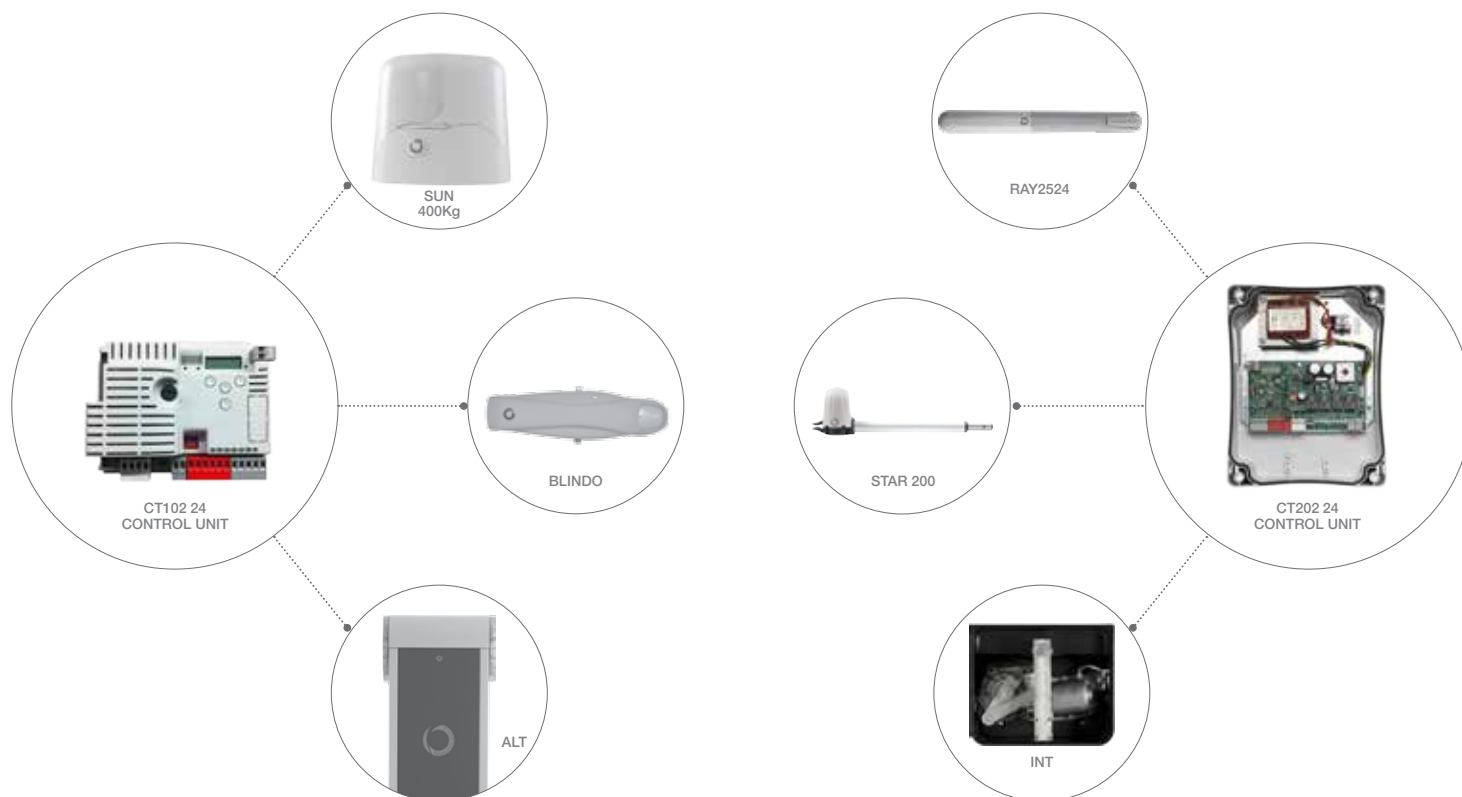 SUN
400Kg
RAY2524
CT102 24
CONTROL UNIT
BLINDO
STAR 200
CT202 24
CONTROL UNIT
ALT
INT